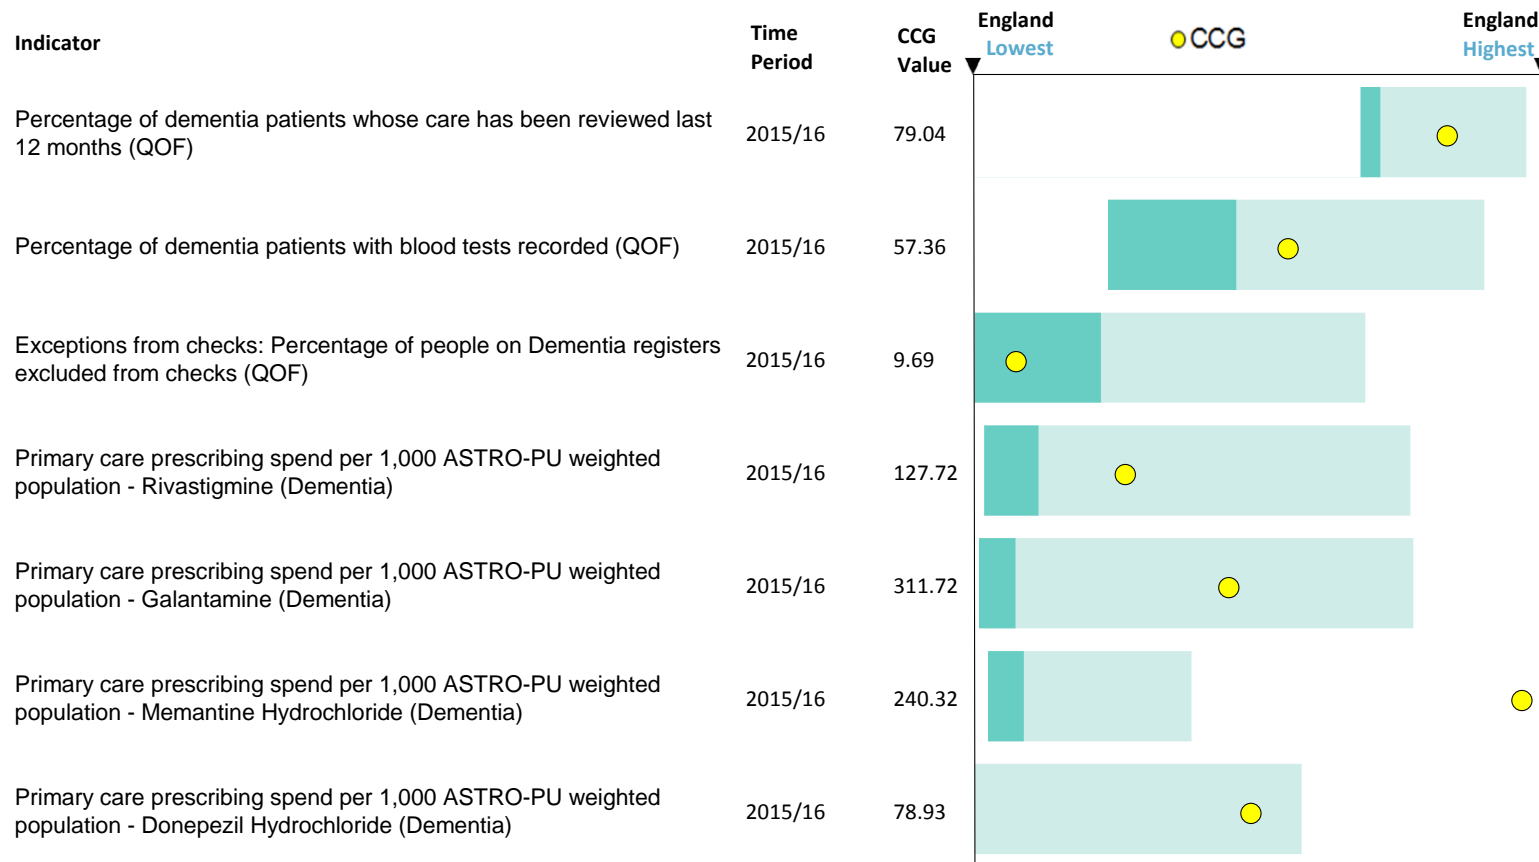 Indicator
Time
Period
CCG
Value
England
Lowest
CCG
England
Highest
Percentage of dementia patients whose care has been reviewed last
12 months (QOF)
2015/16
79.04
Percentage of dementia patients with blood tests recorded (QOF)
2015/16
57.36
Exceptions from checks: Percentage of people on Dementia registers
excluded from checks (QOF)
2015/16
9.69
Primary care prescribing spend per 1,000 ASTRO-PU weighted
population - Rivastigmine (Dementia)
2015/16
127.72
Primary care prescribing spend per 1,000 ASTRO-PU weighted
population - Galantamine (Dementia)
2015/16
311.72
Primary care prescribing spend per 1,000 ASTRO-PU weighted
population - Memantine Hydrochloride (Dementia)
2015/16
240.32
Primary care prescribing spend per 1,000 ASTRO-PU weighted
population - Donepezil Hydrochloride (Dementia)
2015/16
78.93